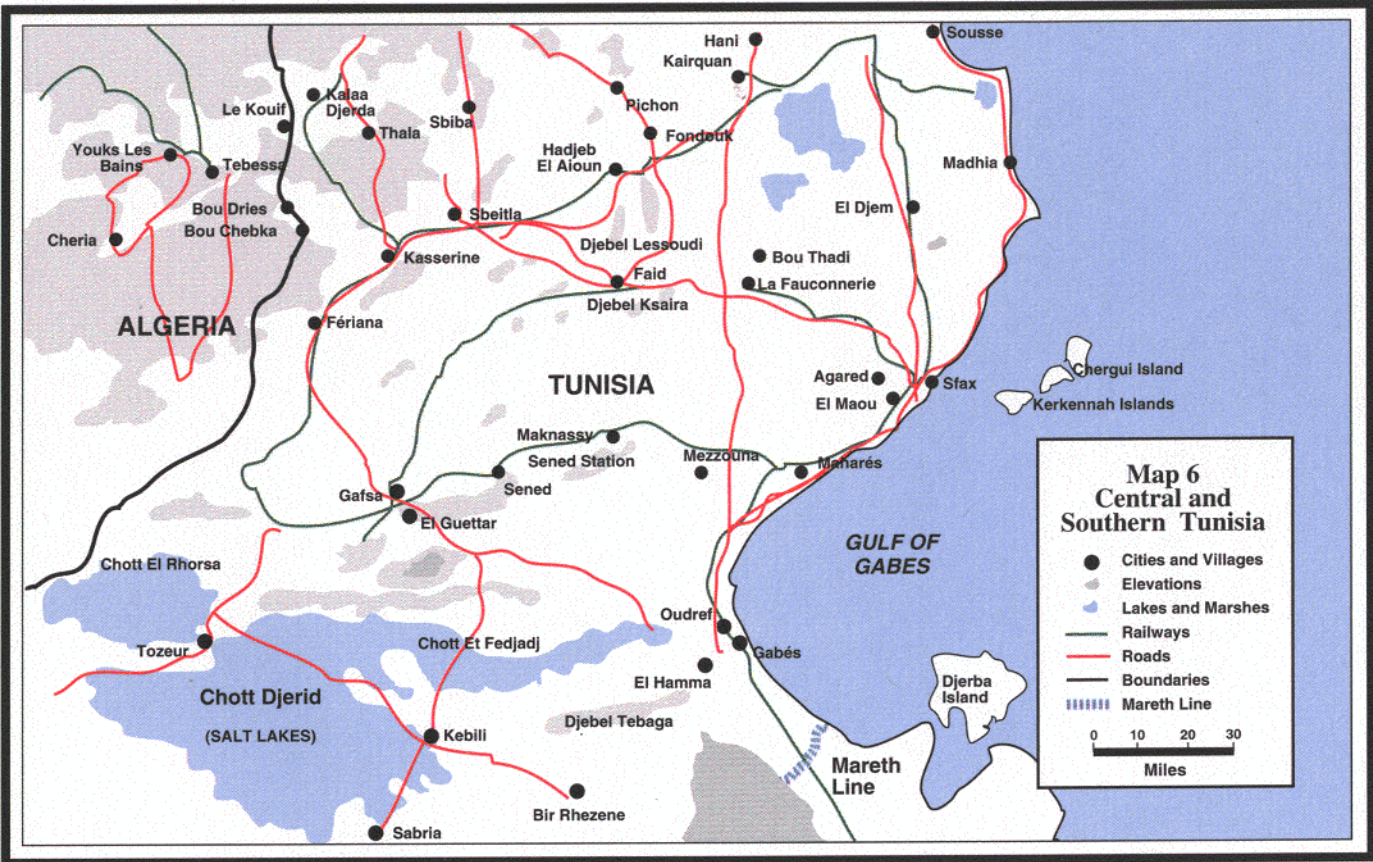 Hani
Sousse
Kairquan
Kalaa
Djerda
Le Kouif
Pichon
Sbiba
Thala
Fondouk
Youks Les
Bains
Tebessa
Hadjeb
El Aioun
Madhia
Bou Dries
Bou Chebka
Sbeitla
El Djem
Cheria
Djebel Lessoudi
Kasserine
Bou Thadi
Faid
La Fauconnerie
Djebel Ksaira
ALGERIA
Fériana
TUNISIA
Agared
Sfax
El Maou
Chergui Island
Kerkennah Islands
Maknassy
Sened Station
Mezzouna
Maharés
Sened
Gafsa
El Guettar
GULF OF
GABES
Chott El Rhorsa
Oudref
Tozeur
Chott Et Fedjadj
Gabés
El Hamma
Chott Djerid
(SALT LAKES)
Djebel Tebaga
Djerba
Island
Kebili
Mareth
Line
Bir Rhezene
Sabria
Map 6
Central and
Southern Tunisia
Cities and Villages
Elevations
Lakes and Marshes
Railways
Roads
Boundaries
Mareth Line
0 10 20 30
Miles